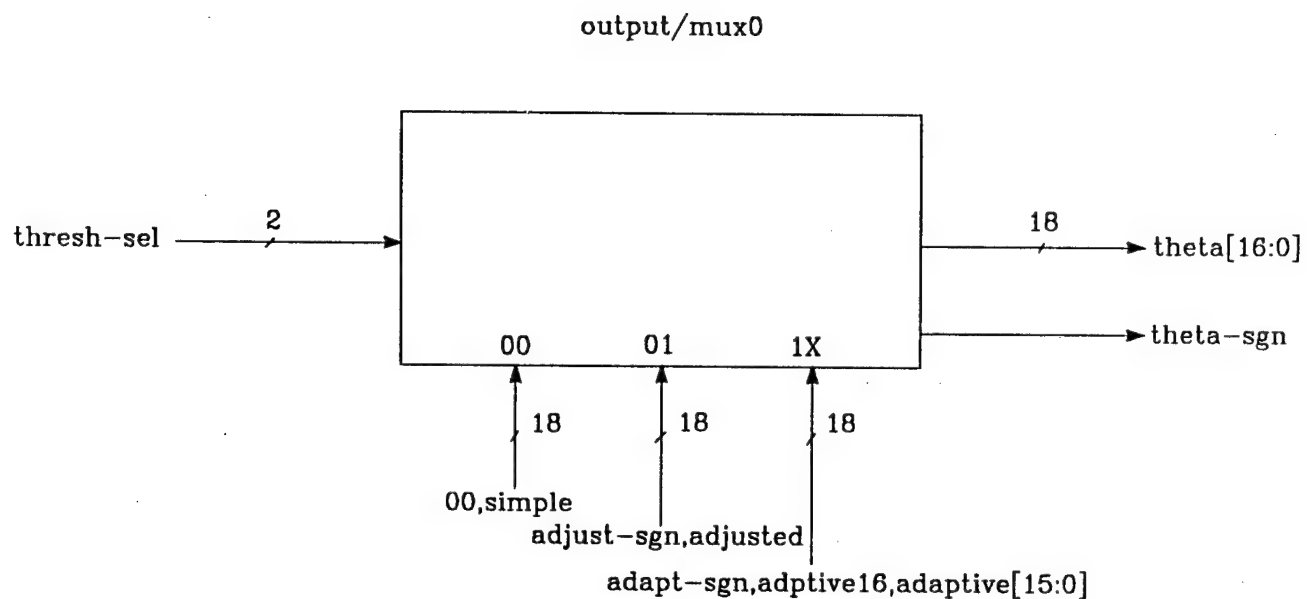 output/mux0
thresh-sel
2
18
theta[16:0]
theta-sgn
00
01
1X
18
18
18
00,simple
adjust-sgn,adjusted
adapt-sgn,adptive16,adaptive[15:0]